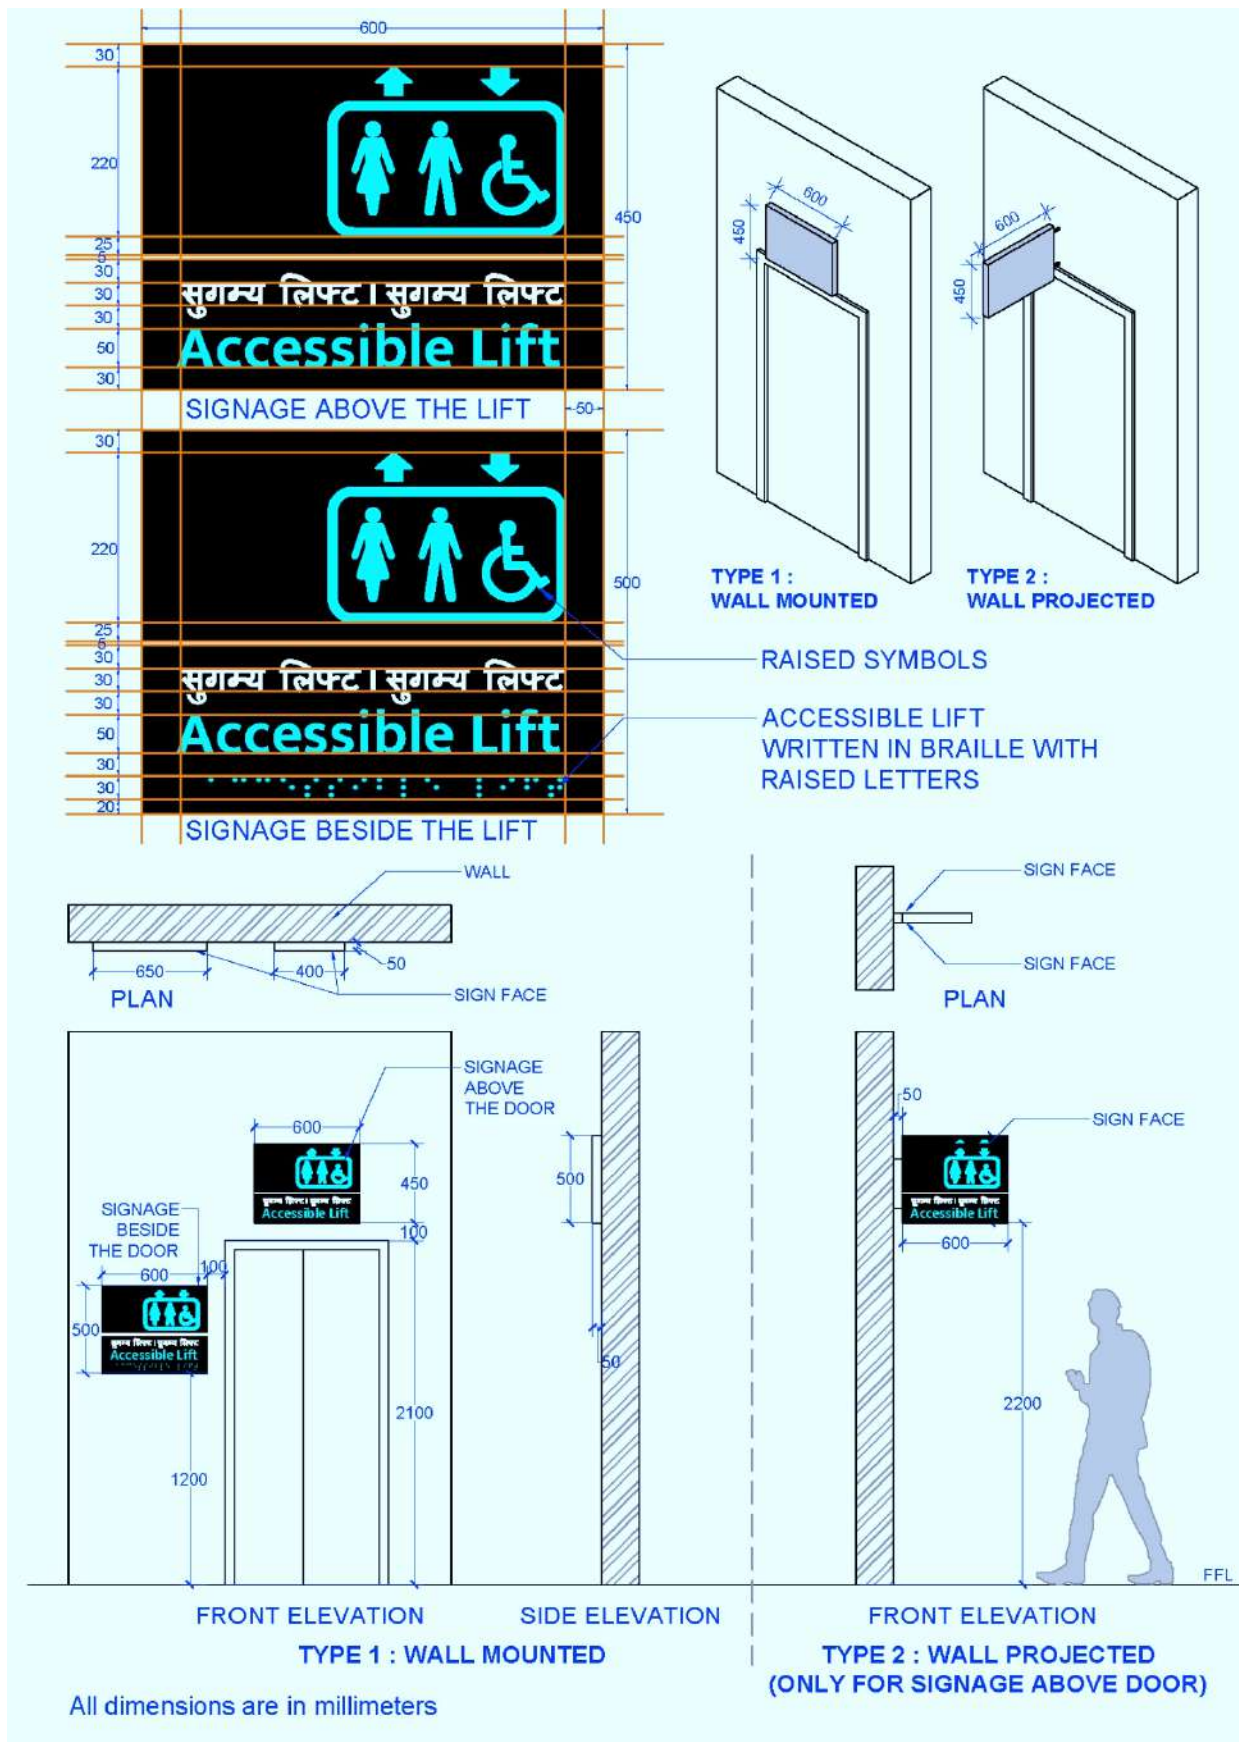 600
30
220
25
5
30
30
30
50
30
450
सुगम्य लिफ्ट। सुगम्य लिफ्ट
Accessible Lift
SIGNAGE ABOVE THE LIFT
50
30
220
25
5
30
30
30
50
30
30
20
500
सुगम्य लिफ्ट। सुगम्य लिफ्ट
Accessible Lift
SIGNAGE BESIDE THE LIFT
600
450
TYPE 1 :
WALL MOUNTED
600
450
TYPE 2 :
WALL PROJECTED
RAISED SYMBOLS
ACCESSIBLE LIFT
WRITTEN IN BRAILLE WITH
RAISED LETTERS
WALL
650
400
50
PLAN
SIGN FACE
SIGN FACE
SIGN FACE
PLAN
SIGNAGE
ABOVE
THE DOOR
600
सुगम्य लिफ्ट। सुगम्य लिफ्ट
Accessible Lift
450
100
SIGNAGE
BESIDE
THE DOOR
600
100
500
सुगम्य लिफ्ट। सुगम्य लिफ्ट
Accessible Lift
1200
2100
500
50
50
SIGN FACE
सुगम्य लिफ्ट। सुगम्य लिफ्ट
Accessible Lift
600
2200
FFL
FRONT ELEVATION
SIDE ELEVATION
TYPE 1 : WALL MOUNTED
FRONT ELEVATION
TYPE 2 : WALL PROJECTED
(ONLY FOR SIGNAGE ABOVE DOOR)
All dimensions are in millimeters